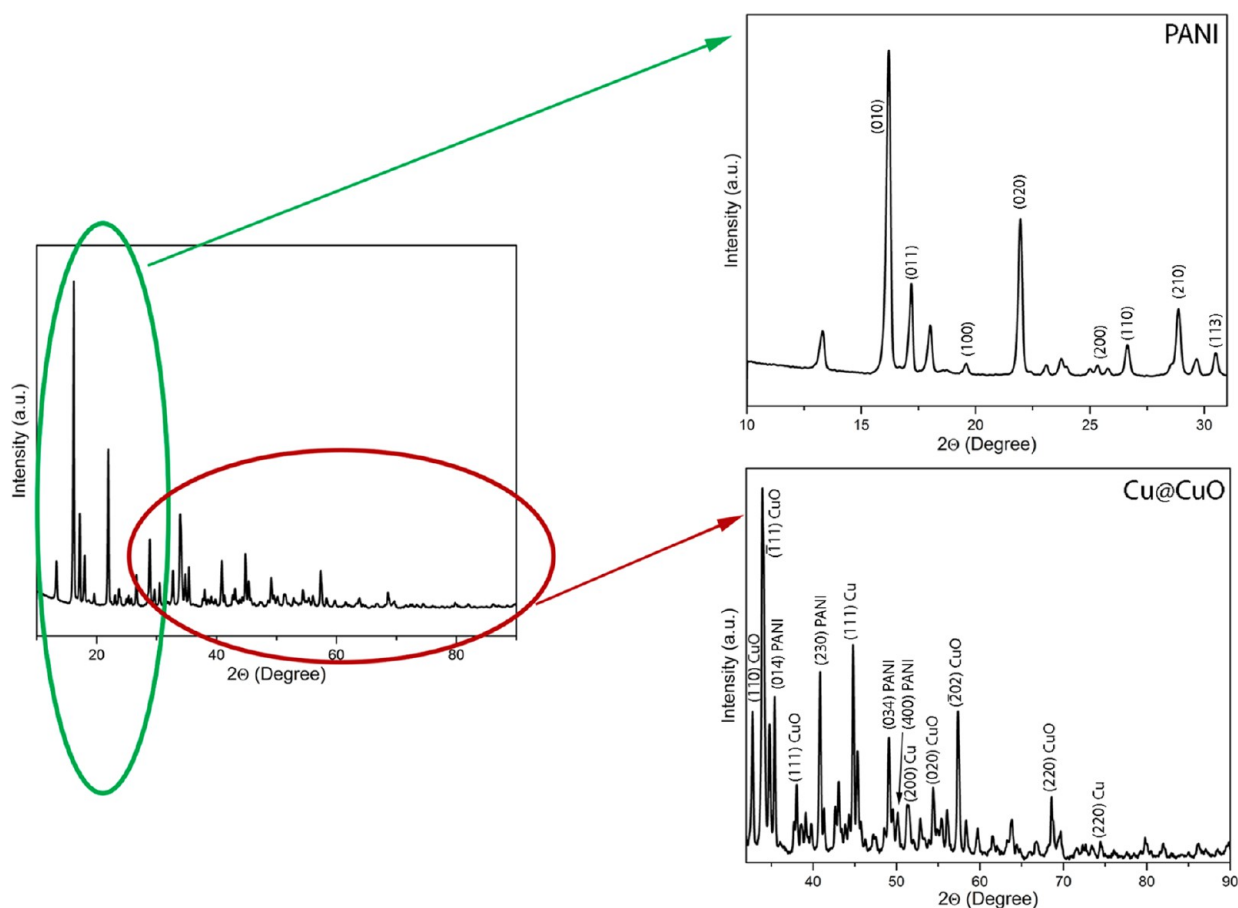 Intensity (a.u.)
20
40
60
80
2Θ (Degree)
PANI
Intensity (a.u.)
(010)
(011)
(100)
(020)
(200)
(110)
(210)
(113)
10
15
20
25
30
2Θ (Degree)
Cu@CuO
Intensity (a.u.)
(110) CuO
(1̅11) CuO
(014) PANI
(111) CuO
(230) PANI
(111) Cu
(034) PANI
(400) PANI
(200) Cu
(020) CuO
(2̅02) CuO
(220) CuO
(220) Cu
40
50
60
70
80
90
2Θ (Degree)